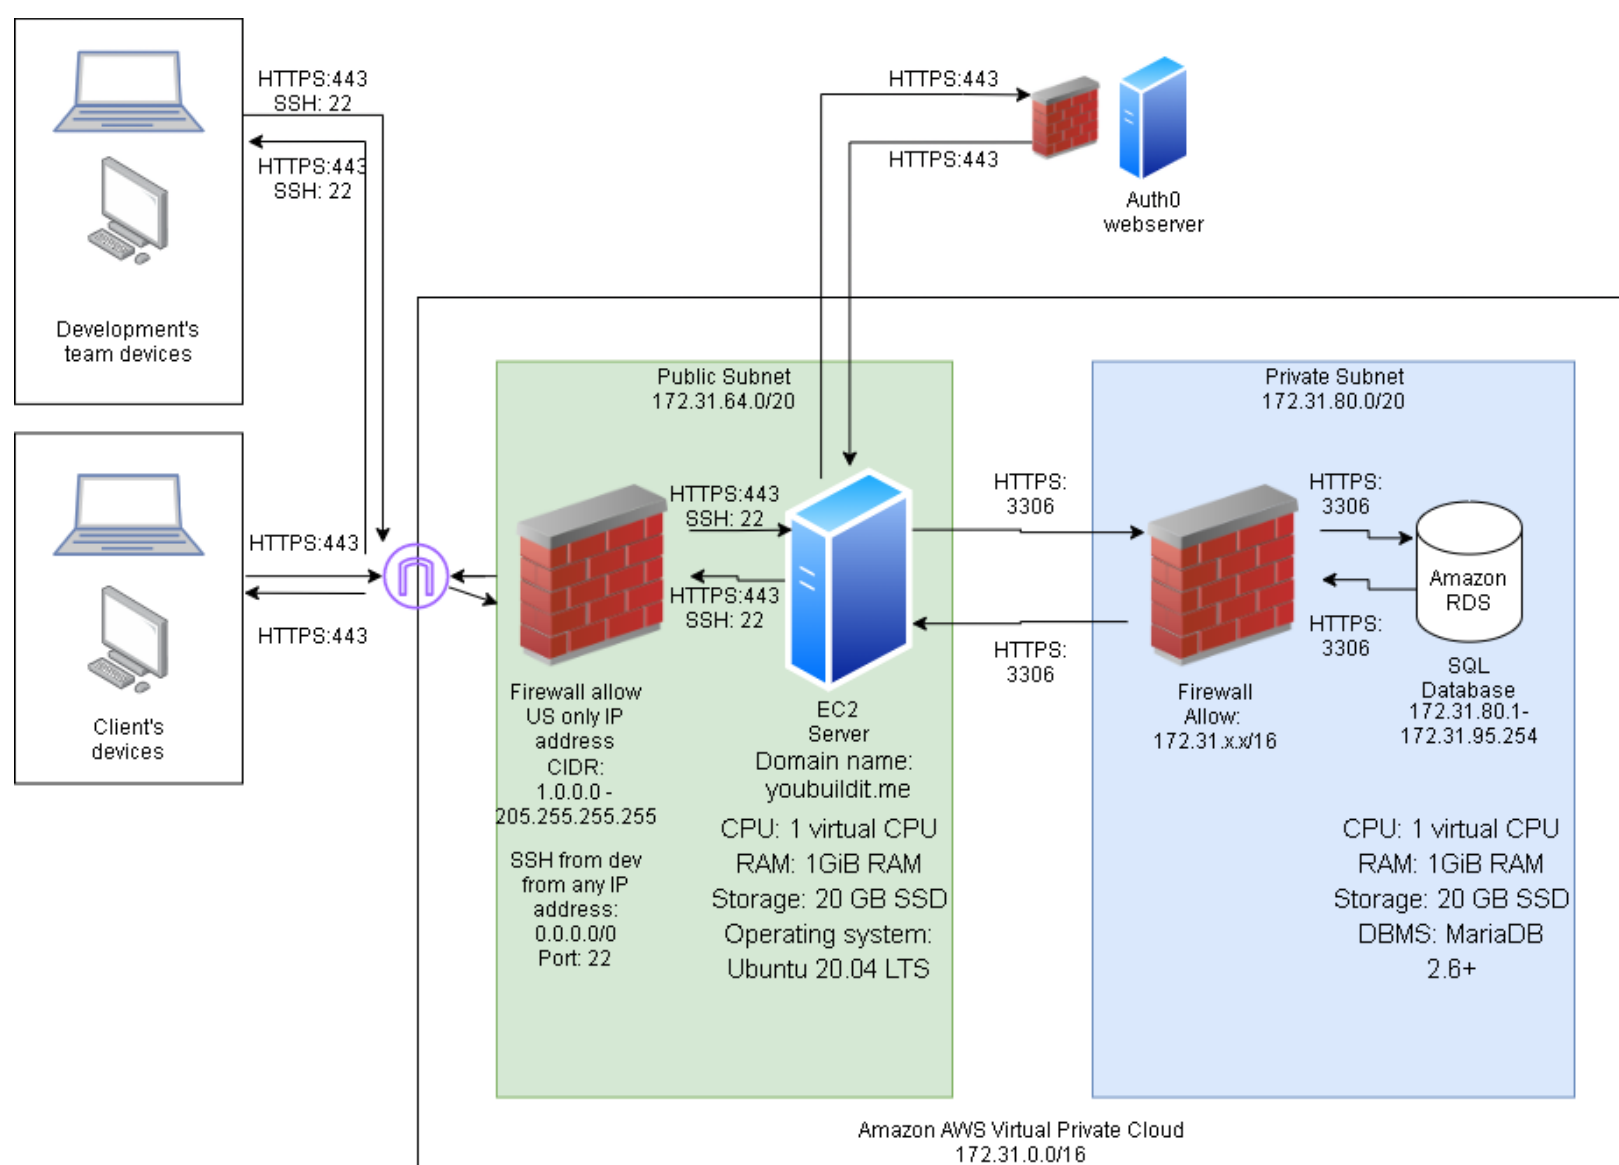 HTTPS:443
SSH: 22
HTTPS:443
SSH: 22
Development's
team devices
HTTPS:443
HTTPS:443
Auth0
webserver
HTTPS:443
HTTPS:443
Client's
devices
Public Subnet
172.31.64.0/20
HTTPS:443
SSH: 22
HTTPS:443
SSH: 22
Firewall allow
US only IP
address
CIDR:
1.0.0.0 -
205.255.255.255
SSH from dev
from any IP
address:
0.0.0.0/0
Port: 22
EC2
Server
Domain name:
youbuildit.me
CPU: 1 virtual CPU
RAM: 1GiB RAM
Storage: 20 GB SSD
Operating system:
Ubuntu 20.04 LTS
HTTPS:
3306
HTTPS:
3306
Private Subnet
172.31.80.0/20
HTTPS:
3306
HTTPS:
3306
Firewall
Allow:
172.31.x.x/16
Amazon
RDS
SQL
Database
172.31.80.1-
172.31.95.254
CPU: 1 virtual CPU
RAM: 1GiB RAM
Storage: 20 GB SSD
DBMS: MariaDB
2.6+
Amazon AWS Virtual Private Cloud
172.31.0.0/16